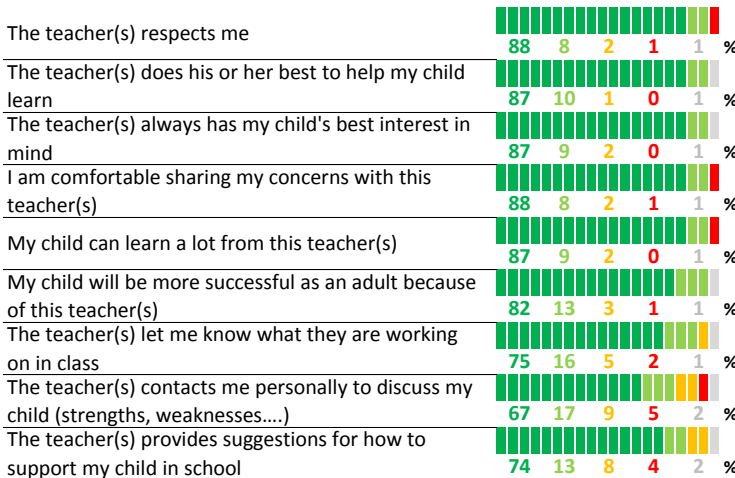 The teacher(s) respects me
88 8 2 1 1 %
The teacher(s) does his or her best to help my child
learn
87 10 1 0 1 %
The teacher(s) always has my child's best interest in
mind
87 9 2 0 1 %
I am comfortable sharing my concerns with this
teacher(s)
88 8 2 1 1 %
My child can learn a lot from this teacher(s)
87 9 2 0 1 %
My child will be more successful as an adult because
of this teacher(s)
82 13 3 1 1 %
The teacher(s) let me know what they are working
on in class
75 16 5 2 1 %
The teacher(s) contacts me personally to discuss my
child (strengths, weaknesses....)
67 17 9 5 2 %
The teacher(s) provides suggestions for how to
support my child in school
74 13 8 4 2 %